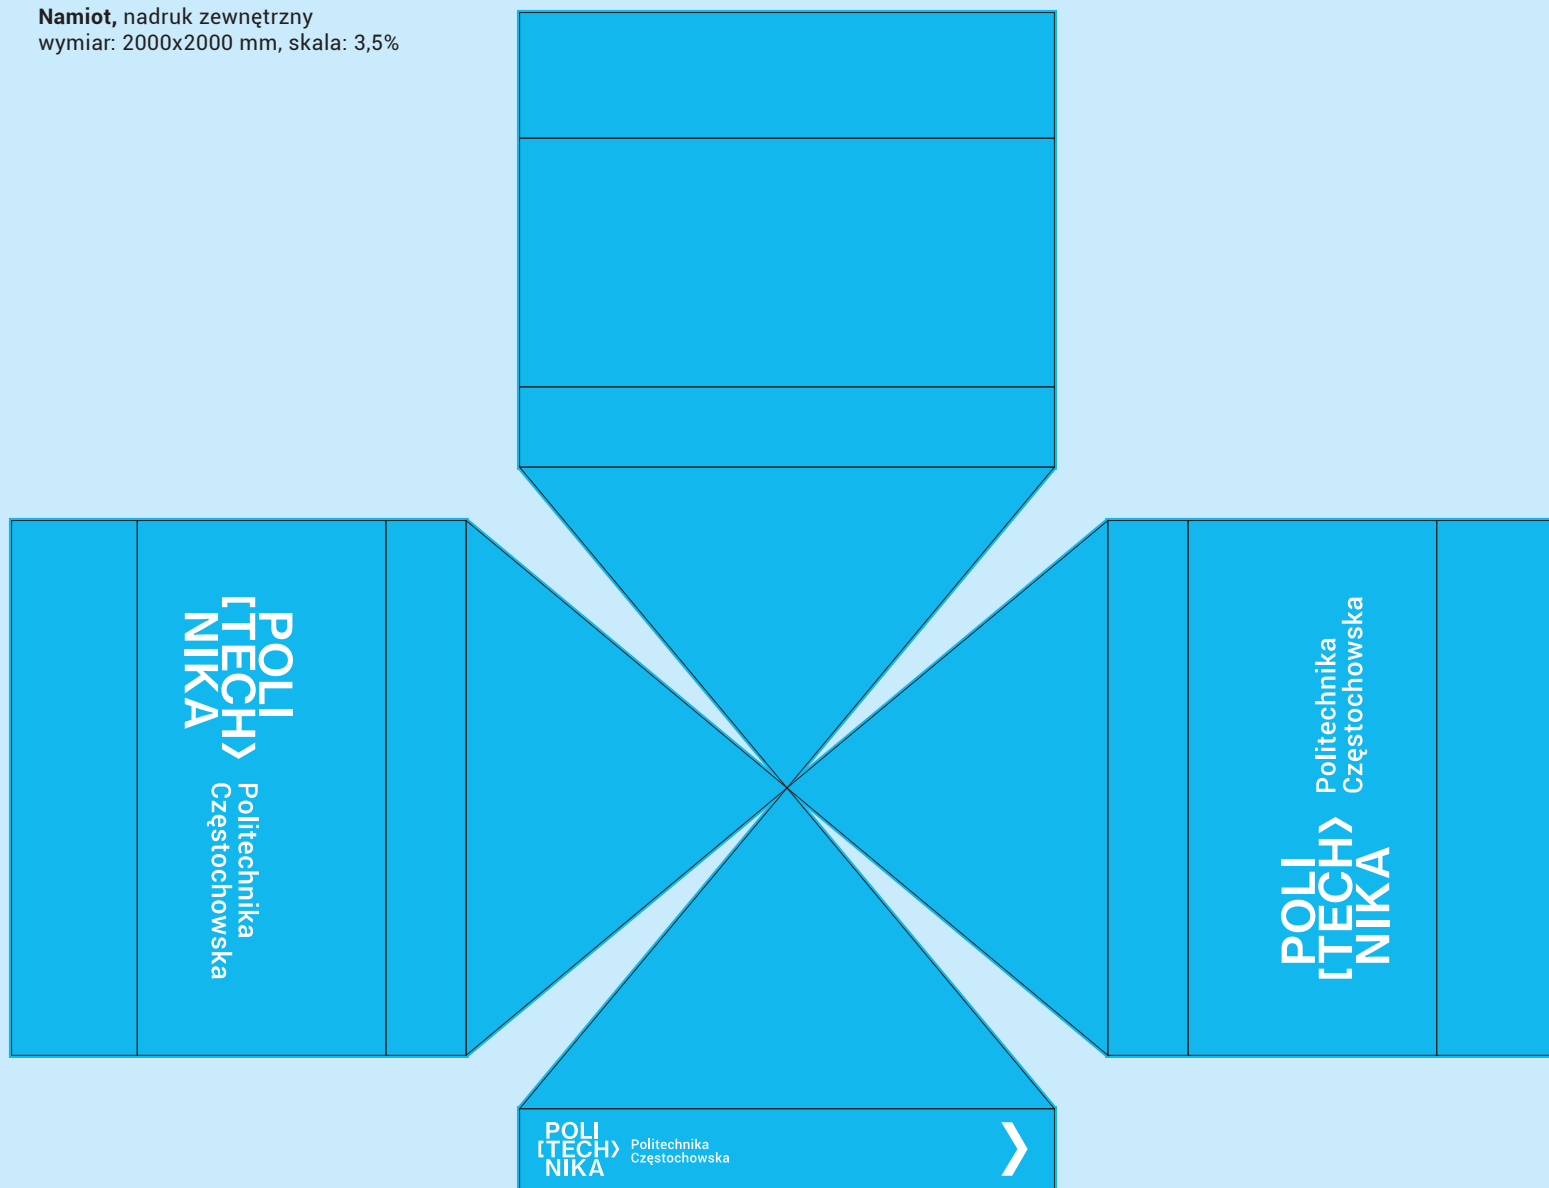 Namiot, nadruk zewnętrzny
wymiar: 2000x2000 mm, skala: 3,5%
POLI
[TECH>
NIKA
Politechnika
Częstochowska
POLI
[TECH>
NIKA
Politechnika
Częstochowska
POLI
[TECH>
NIKA
Politechnika
Częstochowska